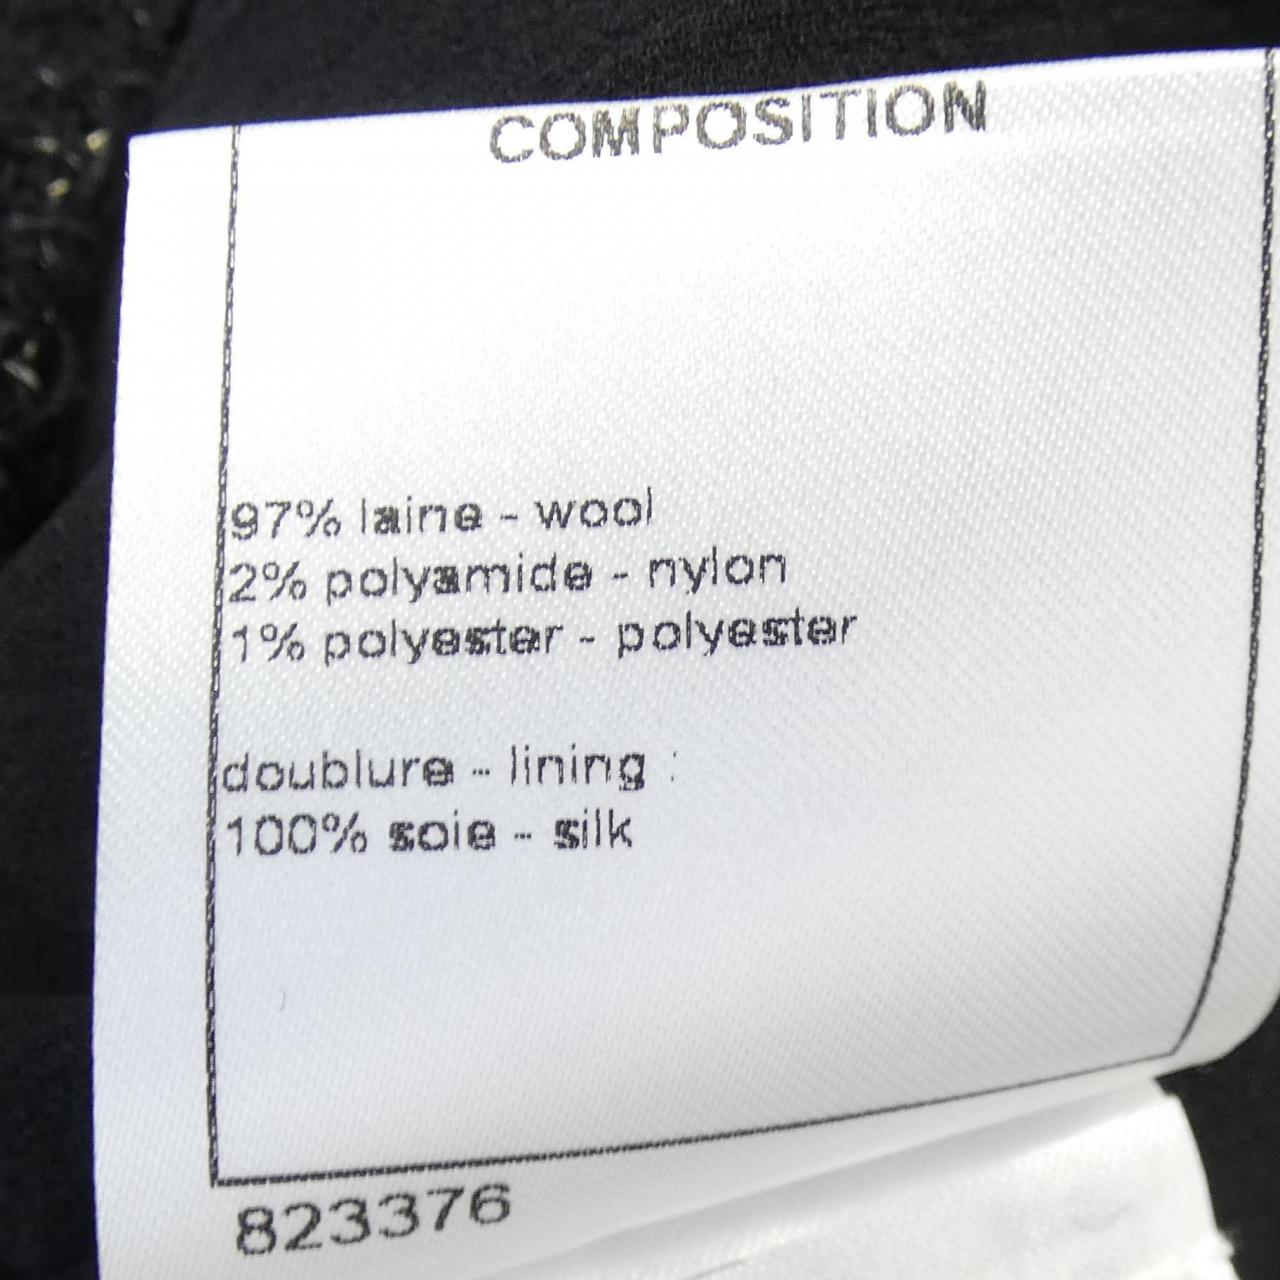 COMPOSITION
97% laine - wool
2% polyamide - nylon
1% polyester - polyester
doublure - lining :
100% soie - silk
823376